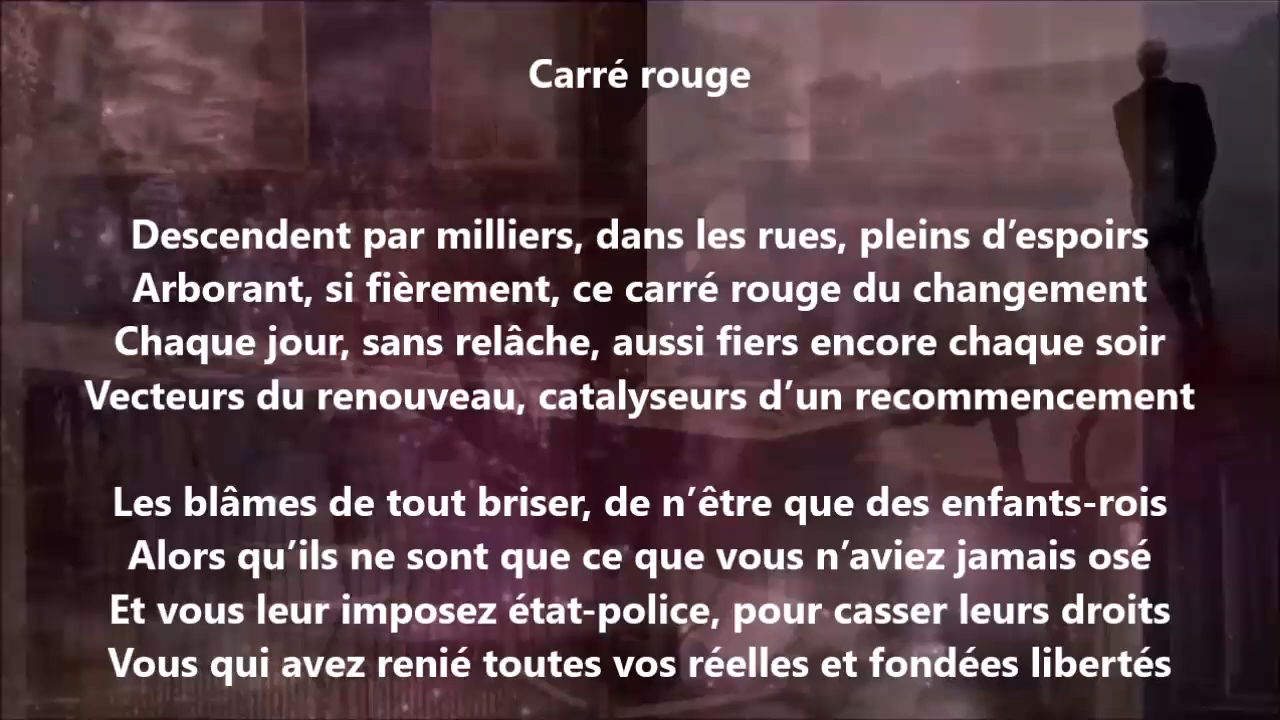 Carré rouge
Descendent par milliers, dans les rues, pleins d’espoirs
Arborant, si fièrement, ce carré rouge du changement
Chaque jour, sans relâche, aussi fiers encore chaque soir
Vecteurs du renouveau, catalyseurs d’un recommencement
Les blâmes de tout briser, de n’être que des enfants-rois
Alors qu’ils ne sont que ce que vous n’aviez jamais osé
Et vous leur imposez état-police, pour casser leurs droits
Vous qui avez renié toutes vos réelles et fondées libertés